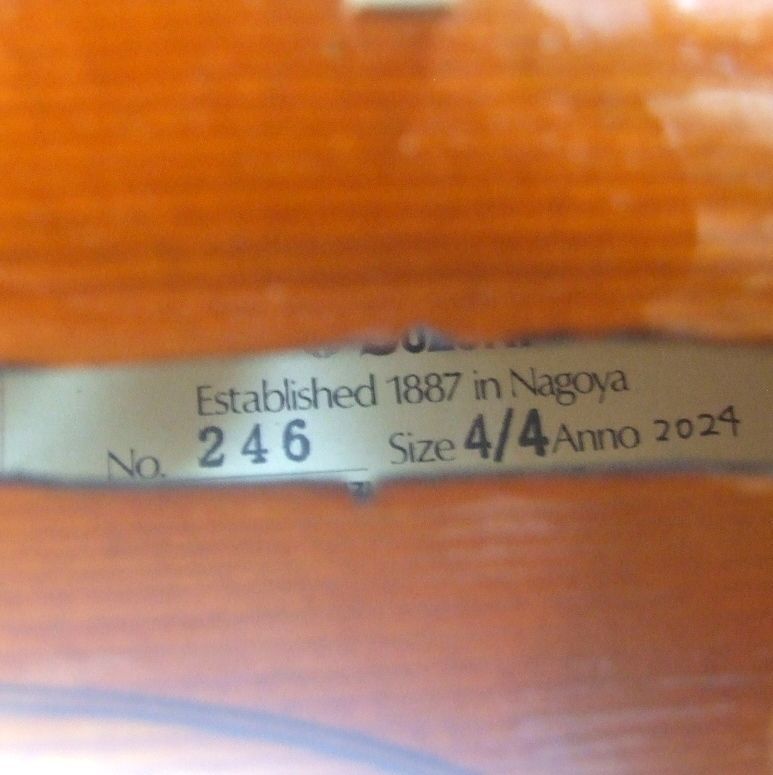 Established 1887 in Nagoya
No. 246 Size 4/4 Anno 2024